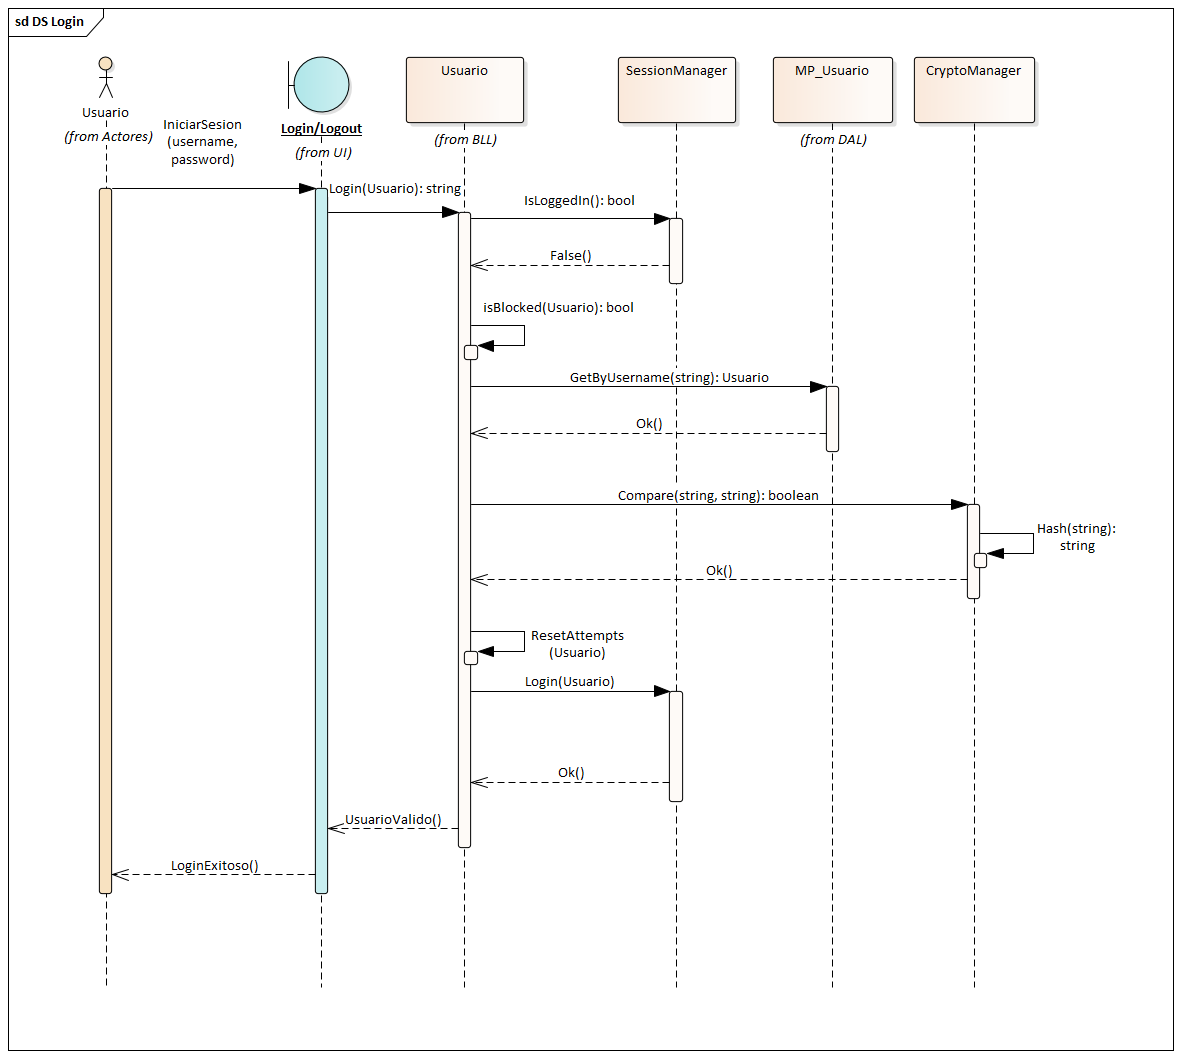 sd DS Login
Usuario
(from Actores)
Login/Logout
(from UI)
Usuario
(from BLL)
SessionManager
MP_Usuario
(from DAL)
CryptoManager
IniciarSesion
(username,
password)
Login(Usuario): string
IsLoggedIn(): bool
False()
isBlocked(Usuario): bool
GetByUsername(string): Usuario
Ok()
Compare(string, string): boolean
Hash(string):
string
Ok()
ResetAttempts
(Usuario)
Login(Usuario)
Ok()
UsuarioValido()
LoginExitoso()